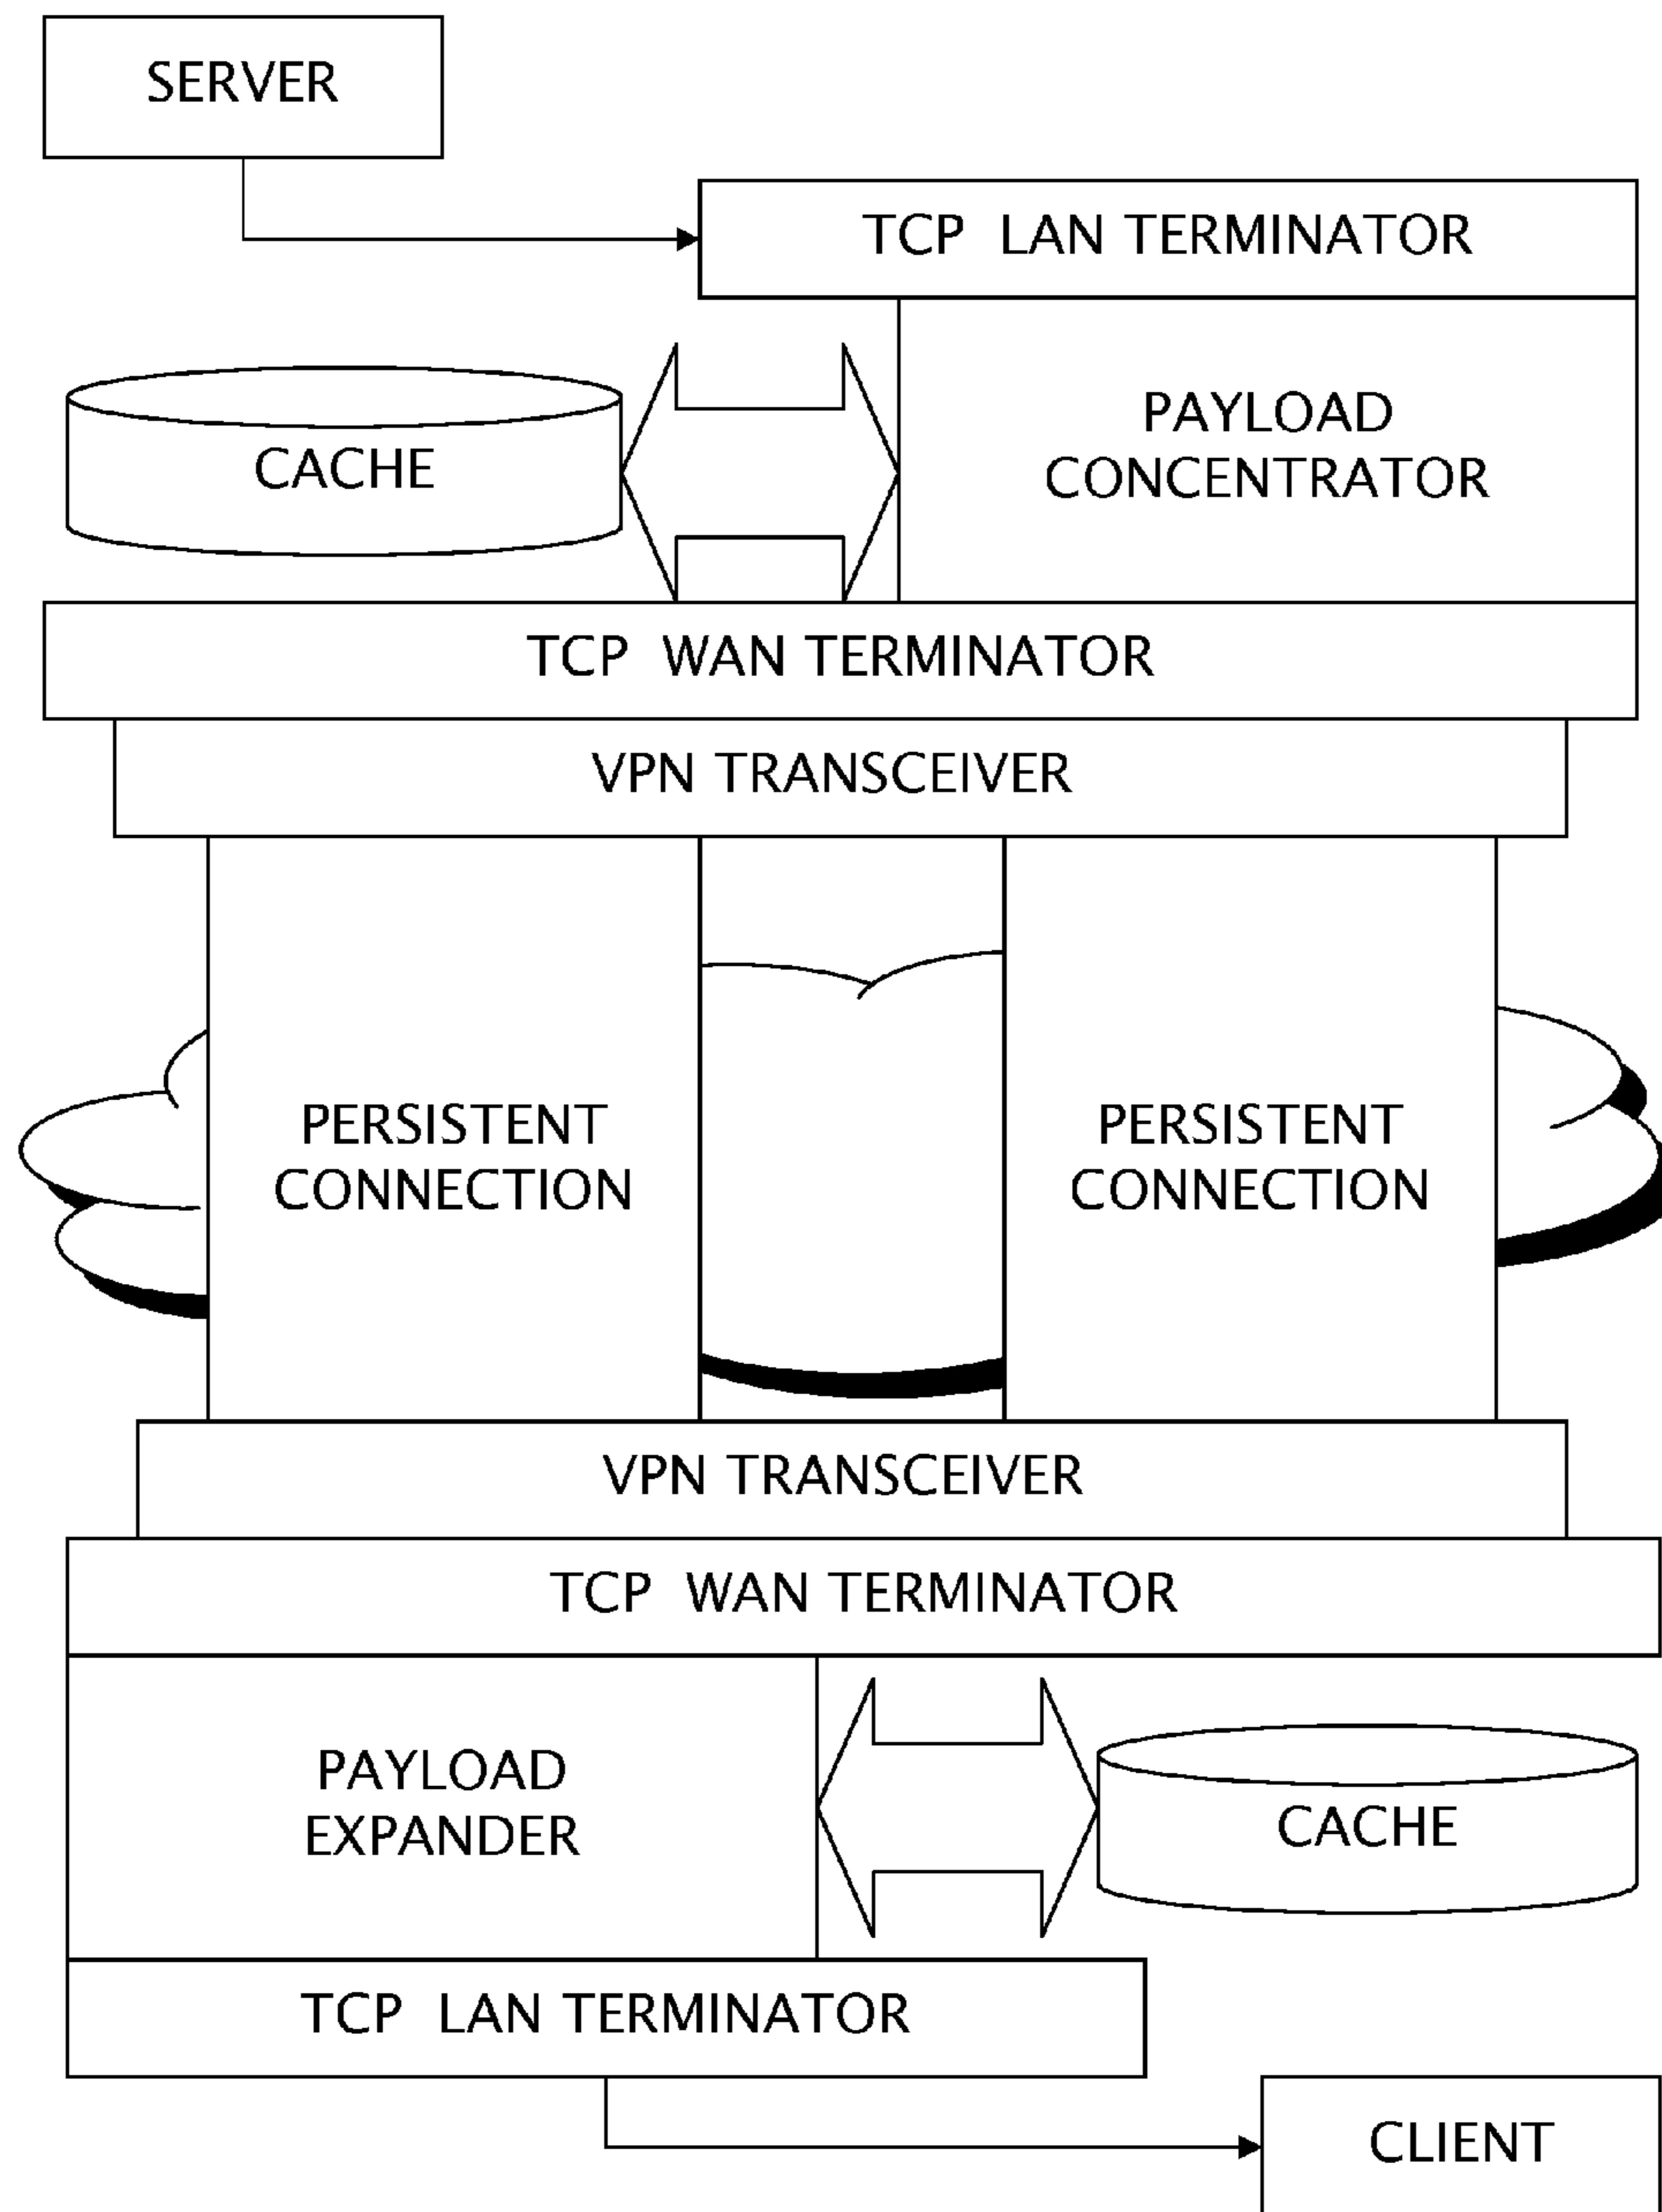 SERVER
TCP LAN TERMINATOR
PAYLOAD
CONCENTRATOR
CACHE
TCP WAN TERMINATOR
VPN TRANSCEIVER
PERSISTENT
CONNECTION
PERSISTENT
CONNECTION
VPN TRANSCEIVER
TCP WAN TERMINATOR
PAYLOAD
EXPANDER
CACHE
TCP LAN TERMINATOR
CLIENT